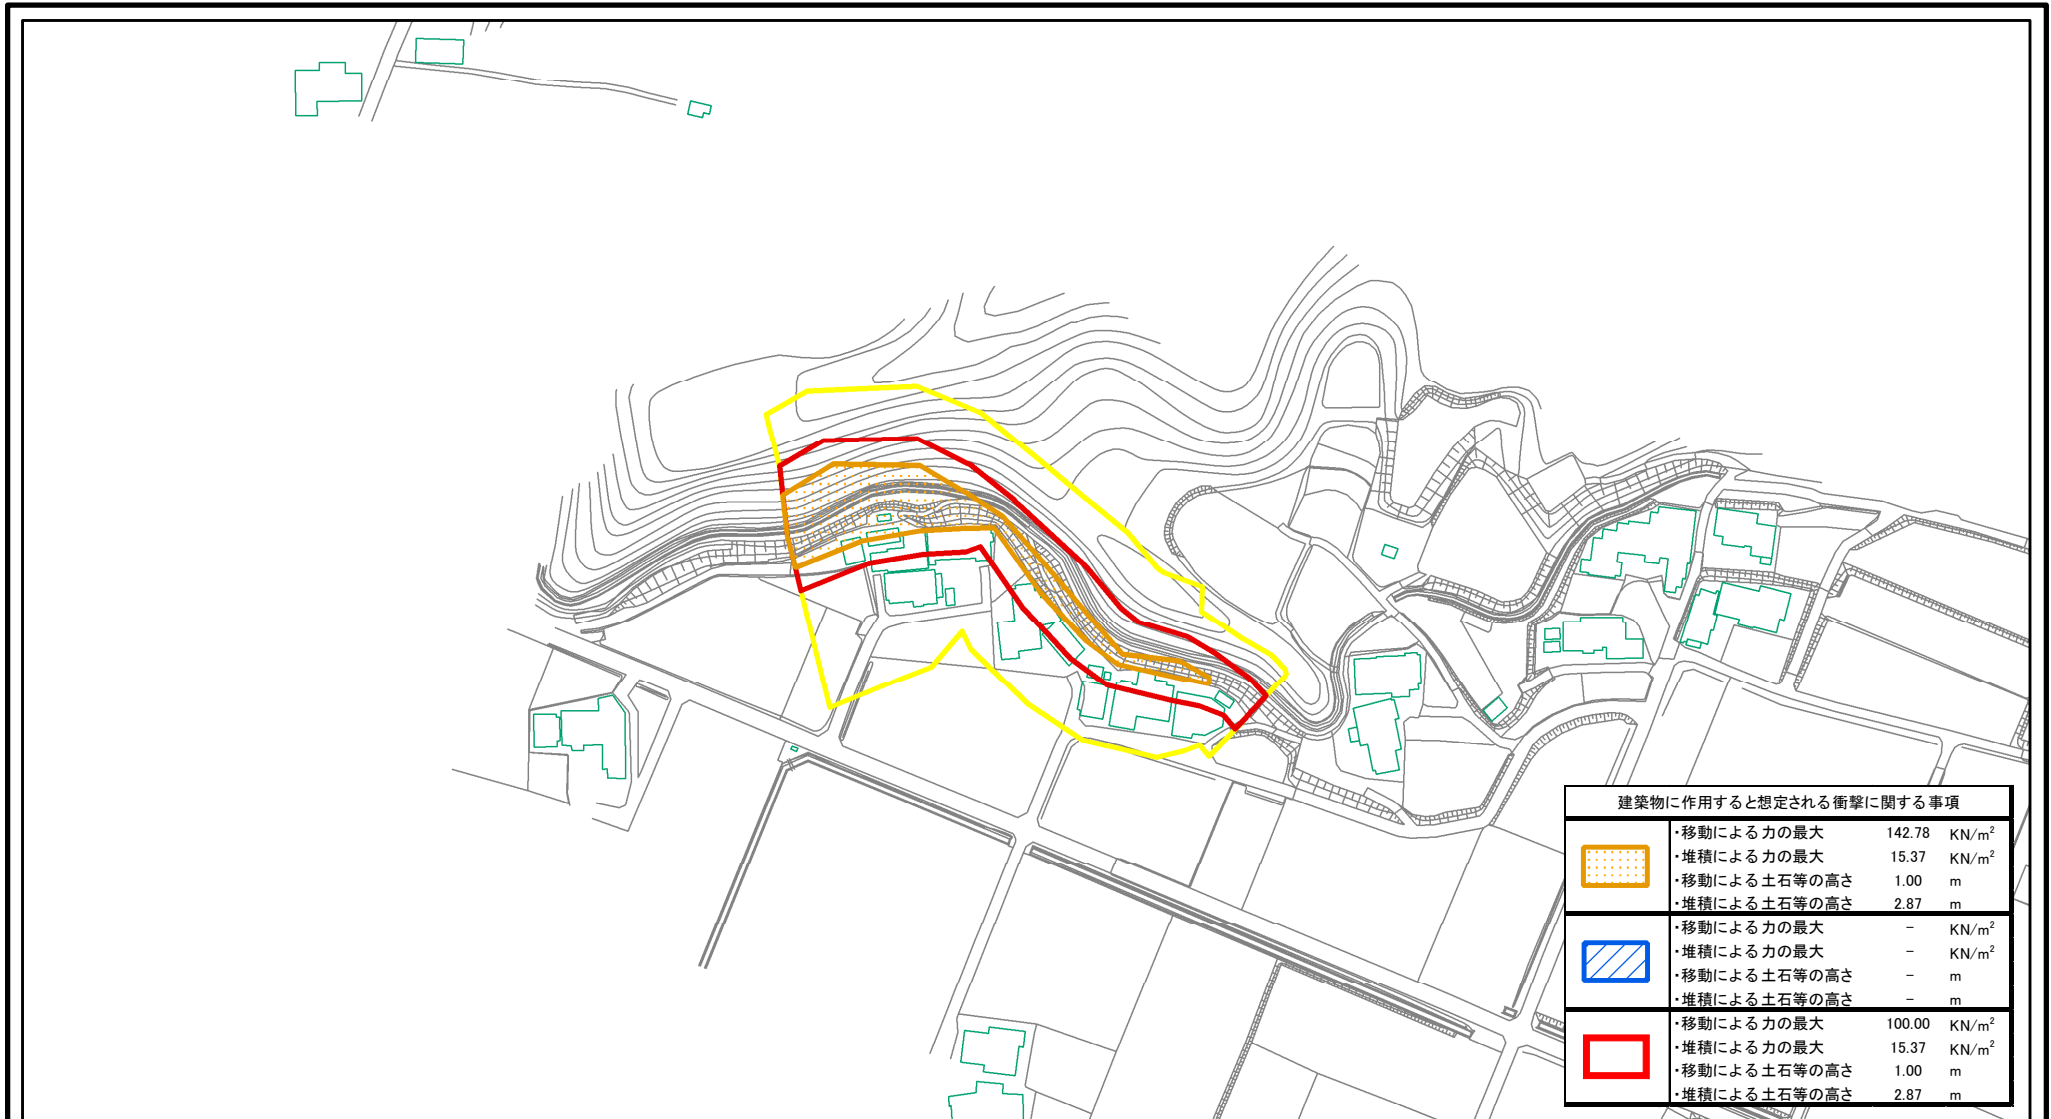 建築物に作用すると想定される衝撃に関する事項
・移動による力の最大 142.78 KN/m²
・堆積による力の最大 15.37 KN/m²
・移動による土石等の高さ 1.00 m
・堆積による土石等の高さ 2.87 m
・移動による力の最大 - KN/m²
・堆積による力の最大 - KN/m²
・移動による土石等の高さ - m
・堆積による土石等の高さ - m
・移動による力の最大 100.00 KN/m²
・堆積による力の最大 15.37 KN/m²
・移動による土石等の高さ 1.00 m
・堆積による土石等の高さ 2.87 m